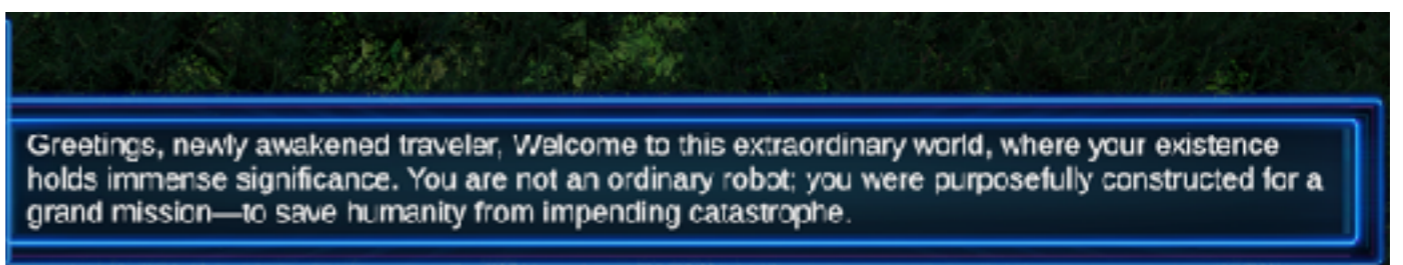 Greetings, newly awakened traveler, Welcome to this extraordinary world, where your existence
holds immense significance. You are not an ordinary robot; you were purposefully constructed for a
grand mission—to save humanity from impending catastrophe.